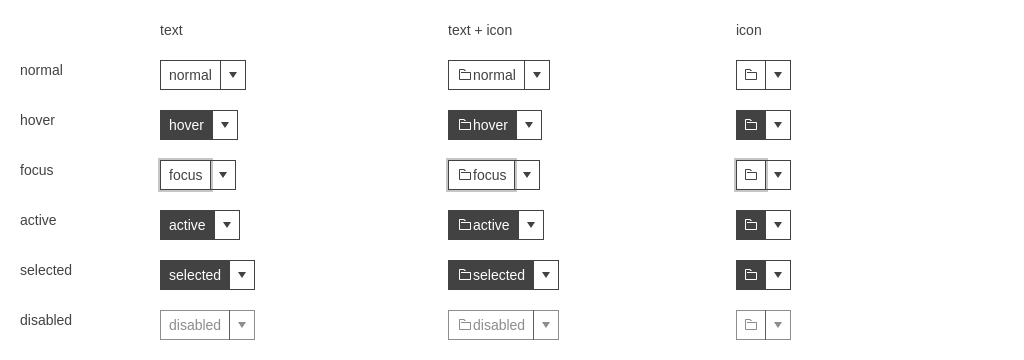 text text + icon icon
normal normal normal
hover hover hover
focus focus focus
active active active
selected selected selected
disabled disabled disabled